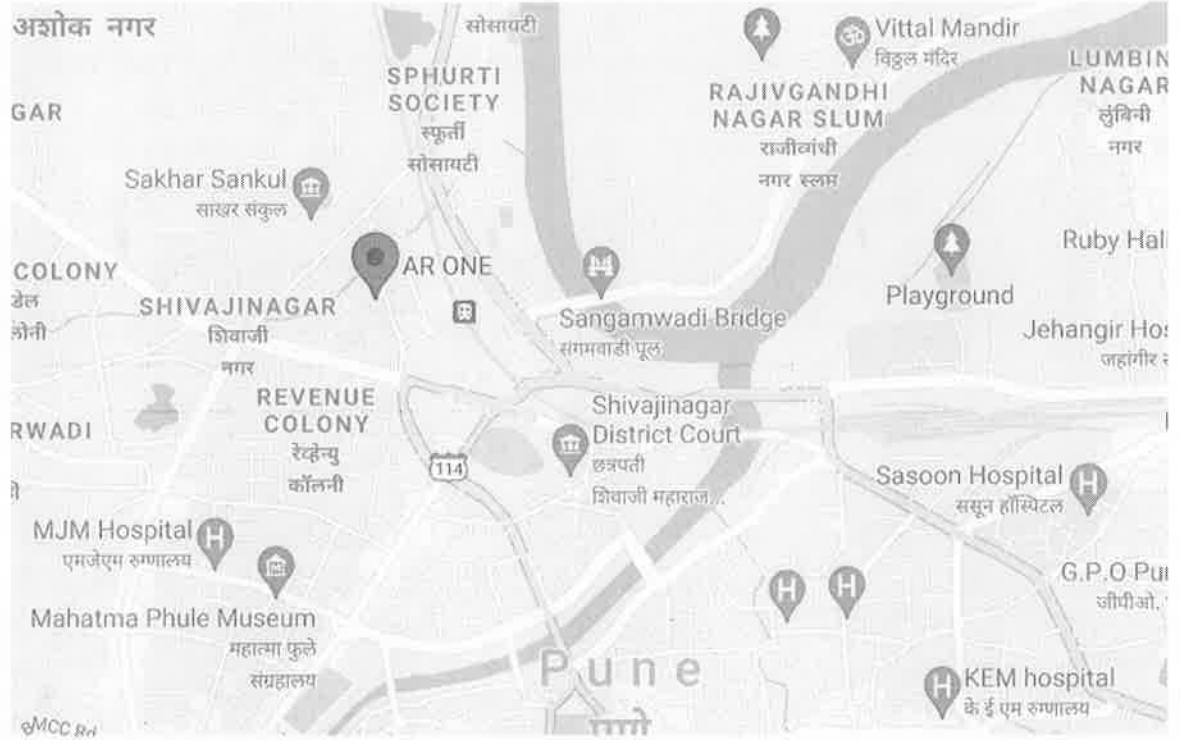 अशोक नगर
सोसायटी
Vittal Mandir
विठ्ठल मंदिर
SPHURTI
SOCIETY
स्फूर्ती
सोसायटी
RAJIVGANDHI
NAGAR SLUM
राजीवगंधी
नगर स्लम
LUMBIN
NAGAR
लुंबिनी
नगर
GAR
Sakhar Sankul
साखर संकुल
AR ONE
COLONY
डेल
लोनी
SHIVAJINAGAR
शिवाजी
नगर
Sangamwadi Bridge
संगमवाडी पूल
Playground
Ruby Hal
Jehangir Hos
जहांगीर
REVENUE
COLONY
रेव्हेन्यु
कॉलनी
RWADI
Shivajinagar
District Court
छत्रपती
शिवाजी महाराज...
114
Sasoon Hospital
ससून हॉस्पिटल
MJM Hospital
एमजेएम रुग्णालय
Mahatma Phule Museum
महात्मा फुले
संग्रहालय
G.P.O Pu
जीपीओ.
H
H
Pune
पुणे
KEM hospital
के ई एम रुग्णालय
MCC Rd